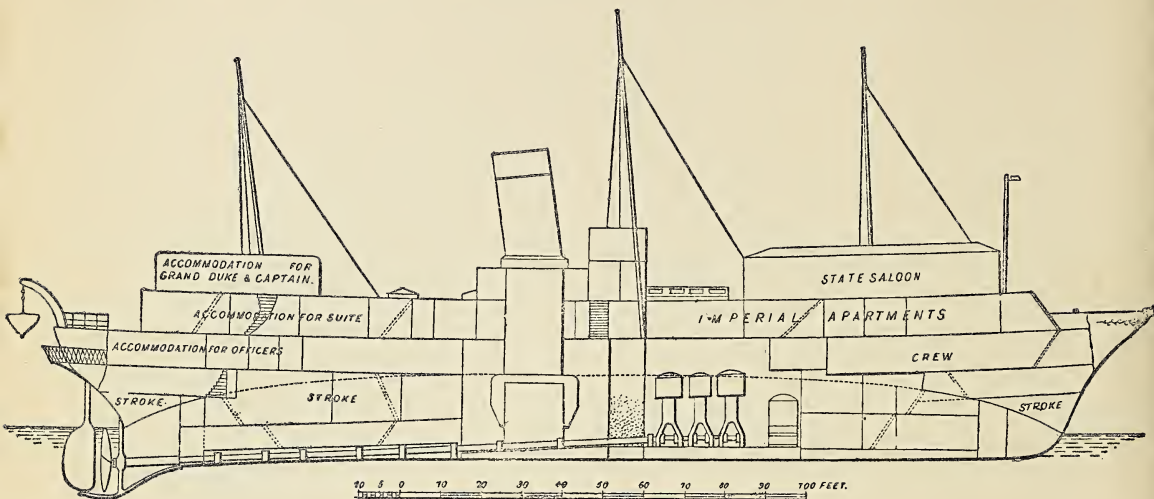 ACCOMMODATION FOR
GRAND DUKE & CAPTAIN.
STATE SALOON
ACCOMMODATION FOR SUITE
IMPERIAL APARTMENTS
ACCOMMODATION FOR OFFICERS
CREW
STROKE.
STROKE
STROKE
10 5 0 10 20 30 40 50 60 70 80 90 100 FEET.